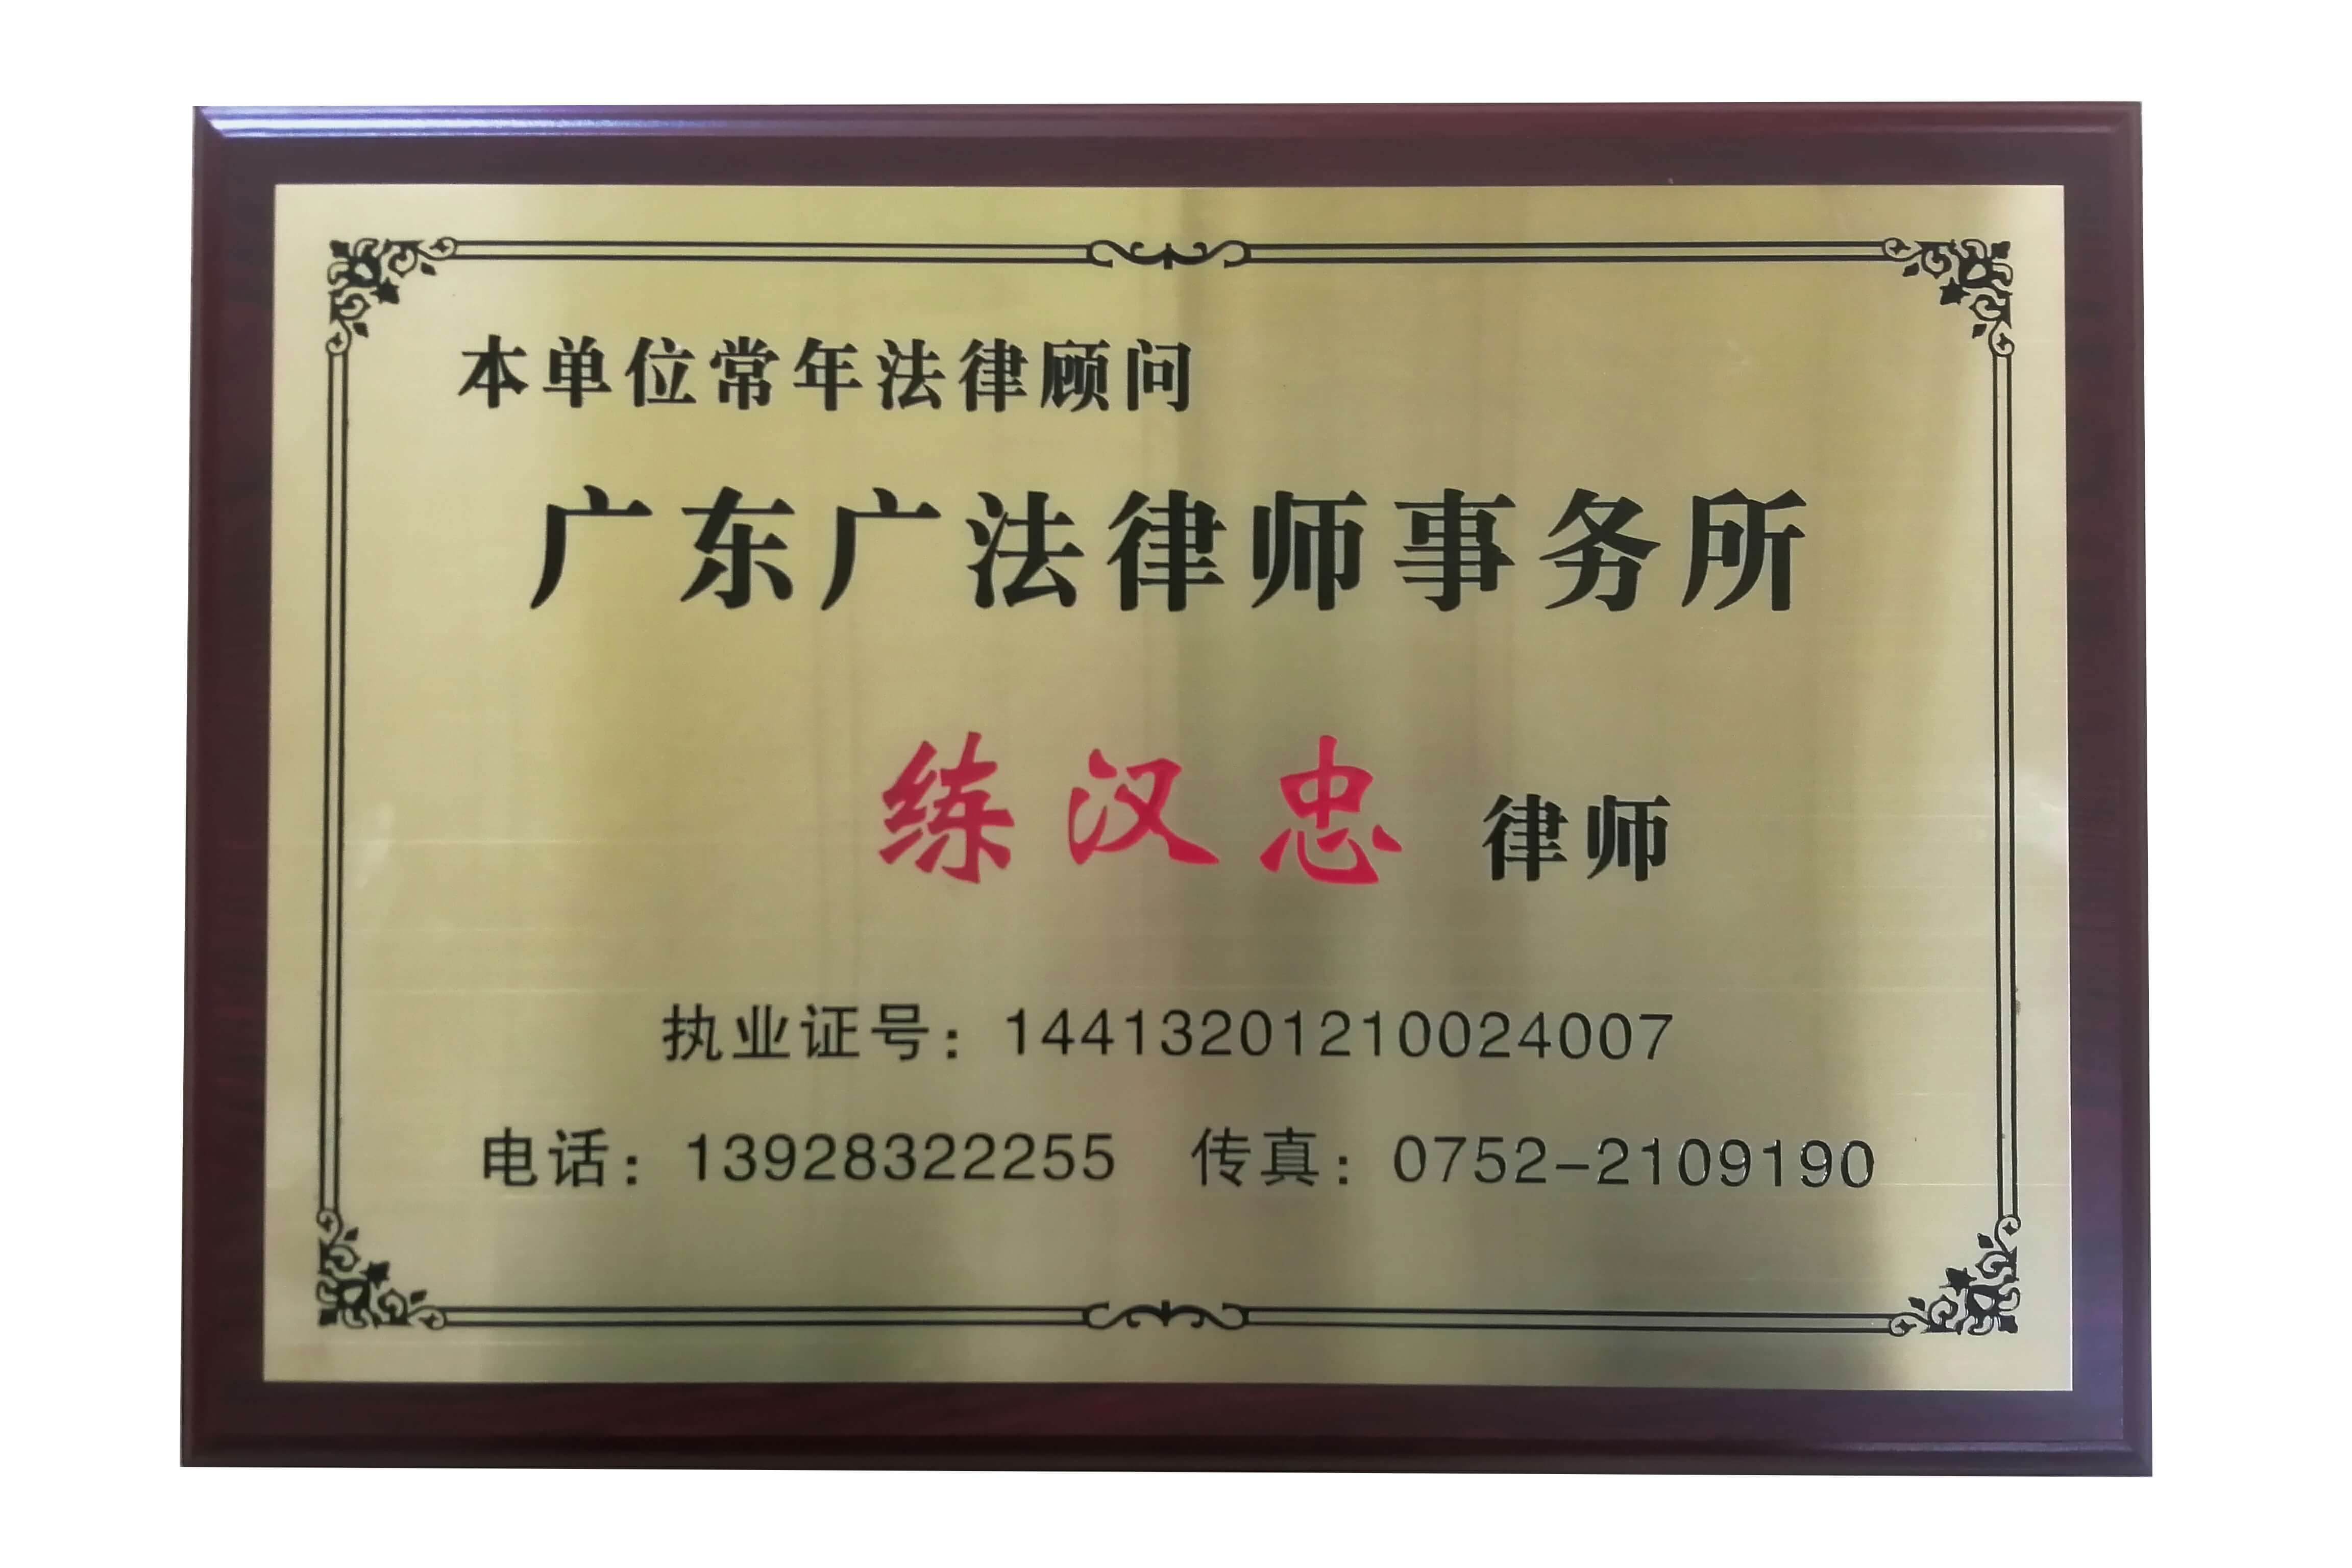 本单位常年法律顾问
广东广法律师事务所
练汉忠 律师
执业证号：14413201210024007
电话：13928322255 传真：0752-2109190